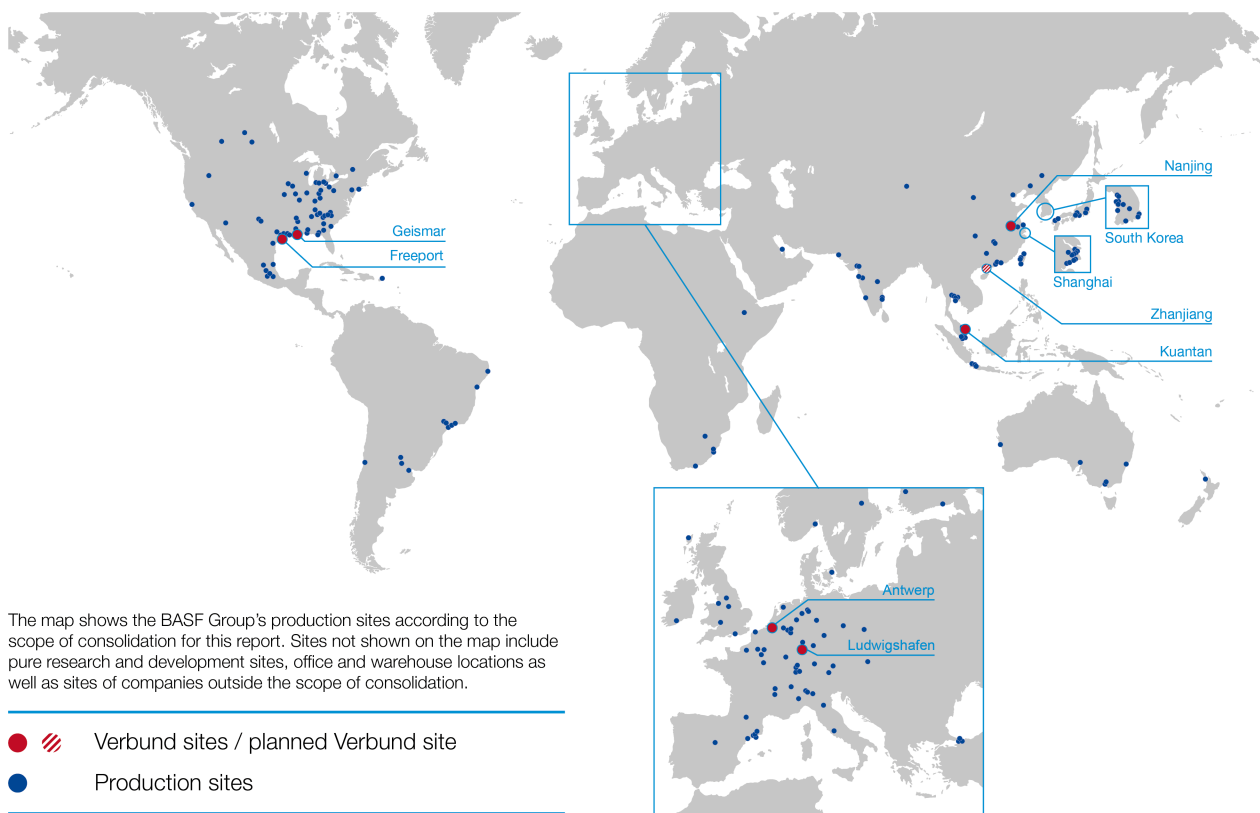 Nanjing
South Korea
Shanghai
Geismar
Freeport
Zhanjiang
Kuantan
Antwerp
Ludwigshafen
The map shows the BASF Group’s production sites according to the
scope of consolidation for this report. Sites not shown on the map include
pure research and development sites, office and warehouse locations as
well as sites of companies outside the scope of consolidation.
Verbund sites / planned Verbund site
Production sites